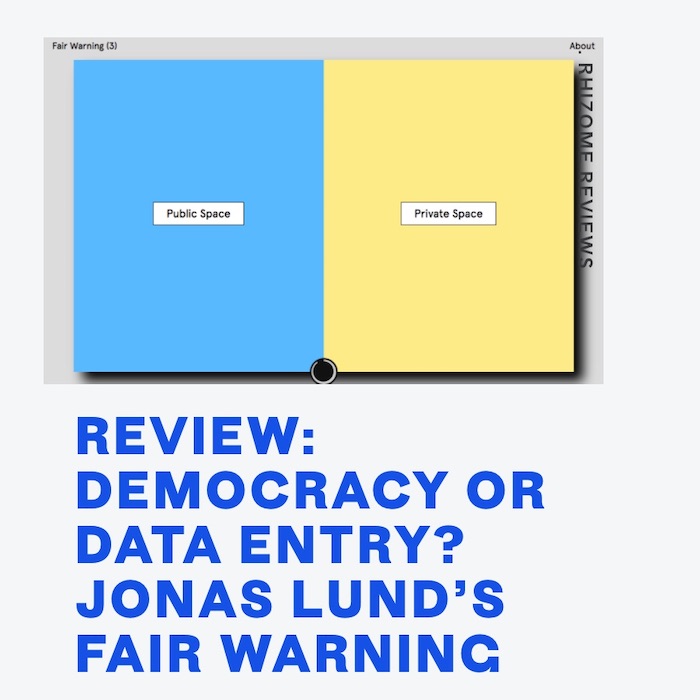 Fair Warning (3)
About
RHIZOME REVIEWS
Public Space
Private Space
REVIEW:
DEMOCRACY OR
DATA ENTRY?
JONAS LUND’S
FAIR WARNING